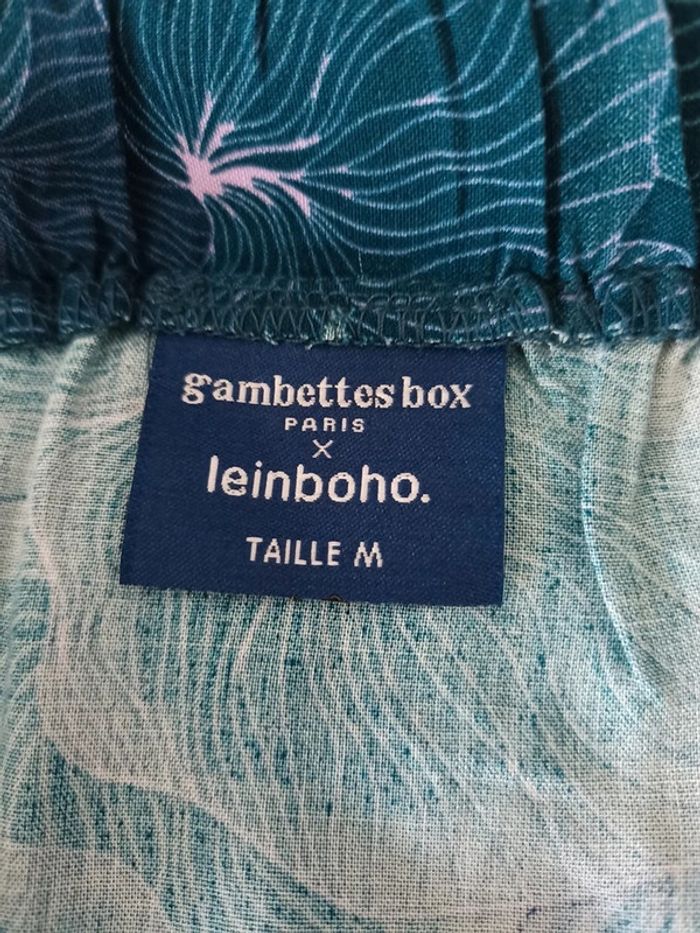 gambettes box
PARIS
X
leinboho.
TAILLE M